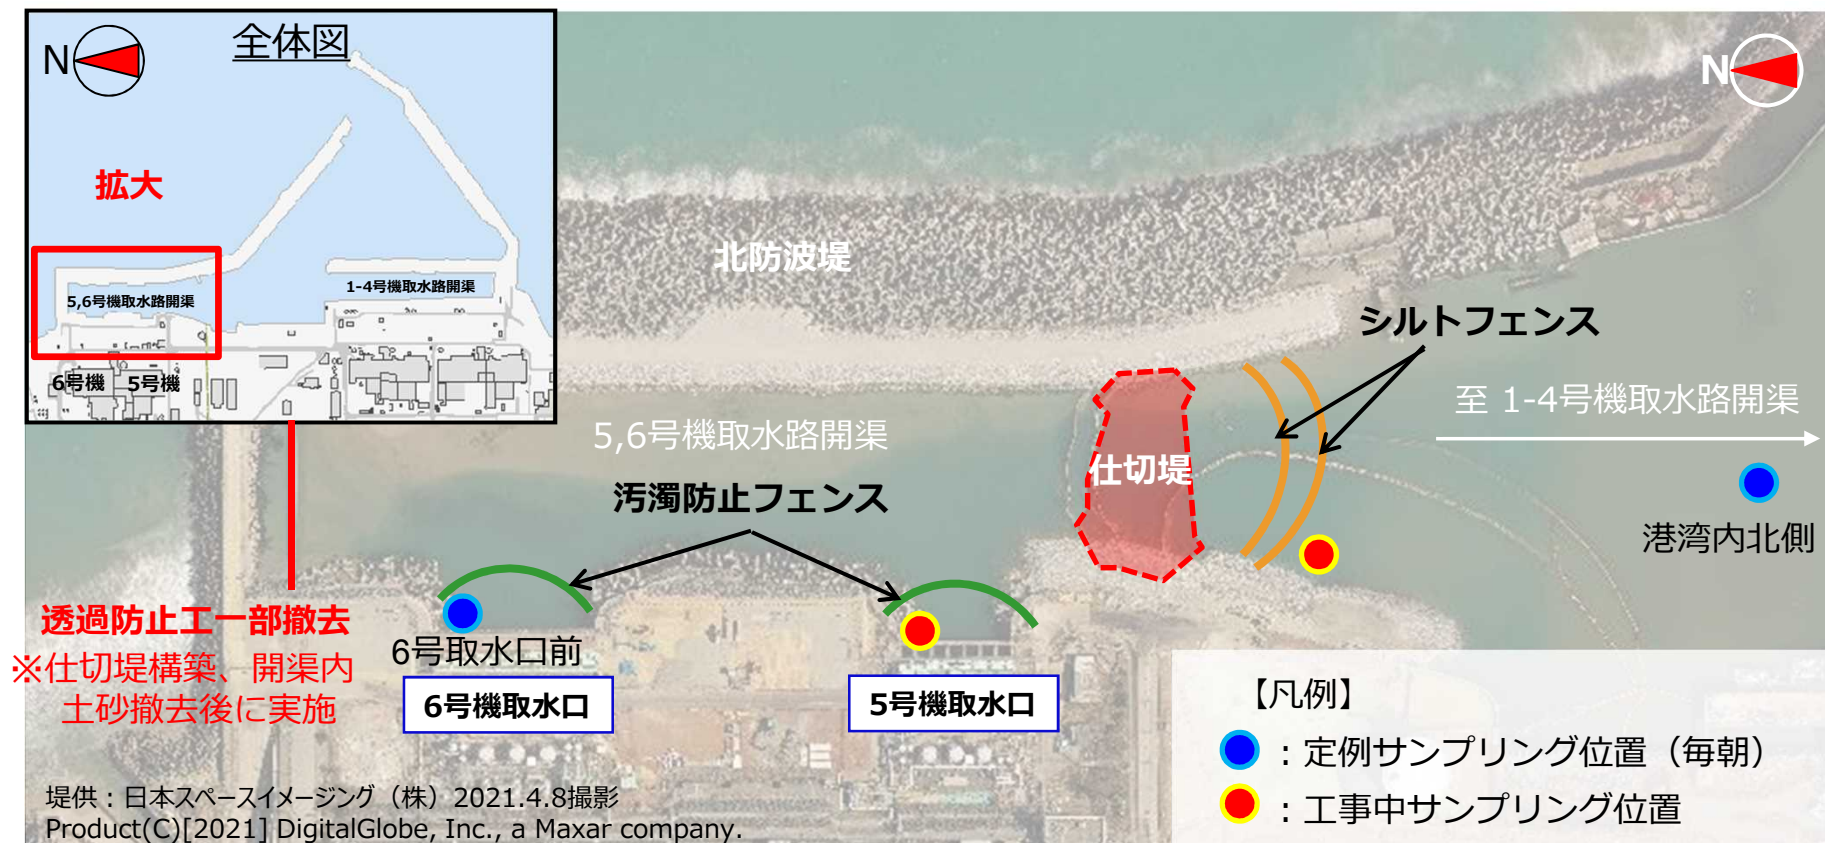 全体図
N
N
拡大
5,6号機取水路開渠
1-4号機取水路開渠
6号機
5号機
北防波堤
シルトフェンス
至 1-4号機取水路開渠
5,6号機取水路開渠
仕切堤
汚濁防止フェンス
港湾内北側
透過防止工一部撤去
※仕切堤構築、開渠内
土砂撤去後に実施
6号取水口前
6号機取水口
5号機取水口
【凡例】
：定例サンプリング位置（毎朝）
：工事中サンプリング位置
提供：日本スペースイメージング（株）2021.4.8撮影
Product(C)[2021] DigitalGlobe, Inc., a Maxar company.